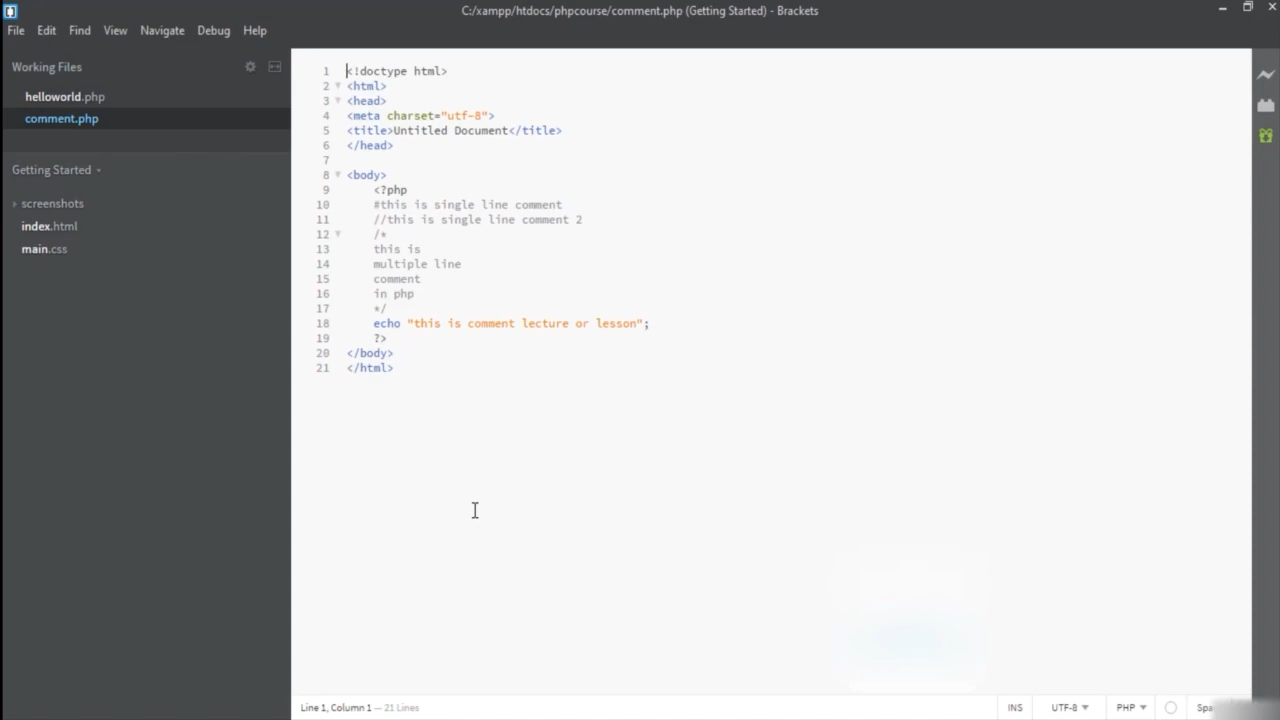 C:/xampp/htdocs/phpcourse/comment.php (Getting Started) - Brackets
File Edit Find View Navigate Debug Help
Working Files
helloworld.php
comment.php
Getting Started
screenshots
index.html
main.css
1 <!doctype html>
2 <html>
3 <head>
4 <meta charset="utf-8">
5 <title>Untitled Document</title>
6 </head>
7
8 <body>
9 <?php
10 #this is single line comment
11 //this is single line comment 2
12 /*
13 this is
14 multiple line
15 comment
16 in php
17 */
18 echo "this is comment lecture or lesson";
19 ?>
20 </body>
21 </html>
Line 1, Column 1 — 21 Lines
INS UTF-8 PHP